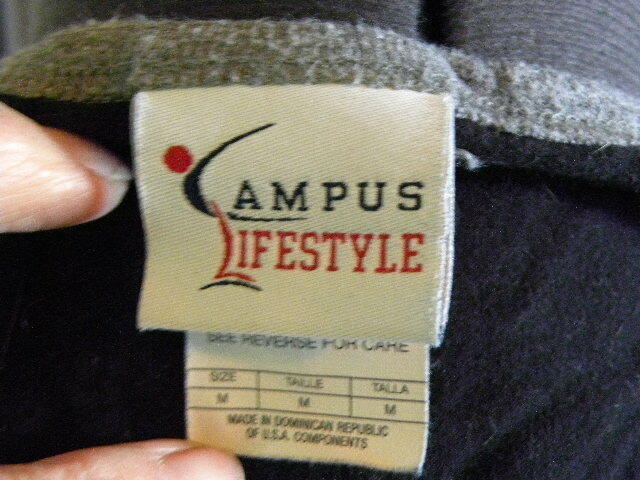 CAMPUS
LIFESTYLE
SEE REVERSE FOR CARE
SIZE TAILLE TALLA
M M M
MADE IN DOMINICAN REPUBLIC
OF U.S.A. COMPONENTS